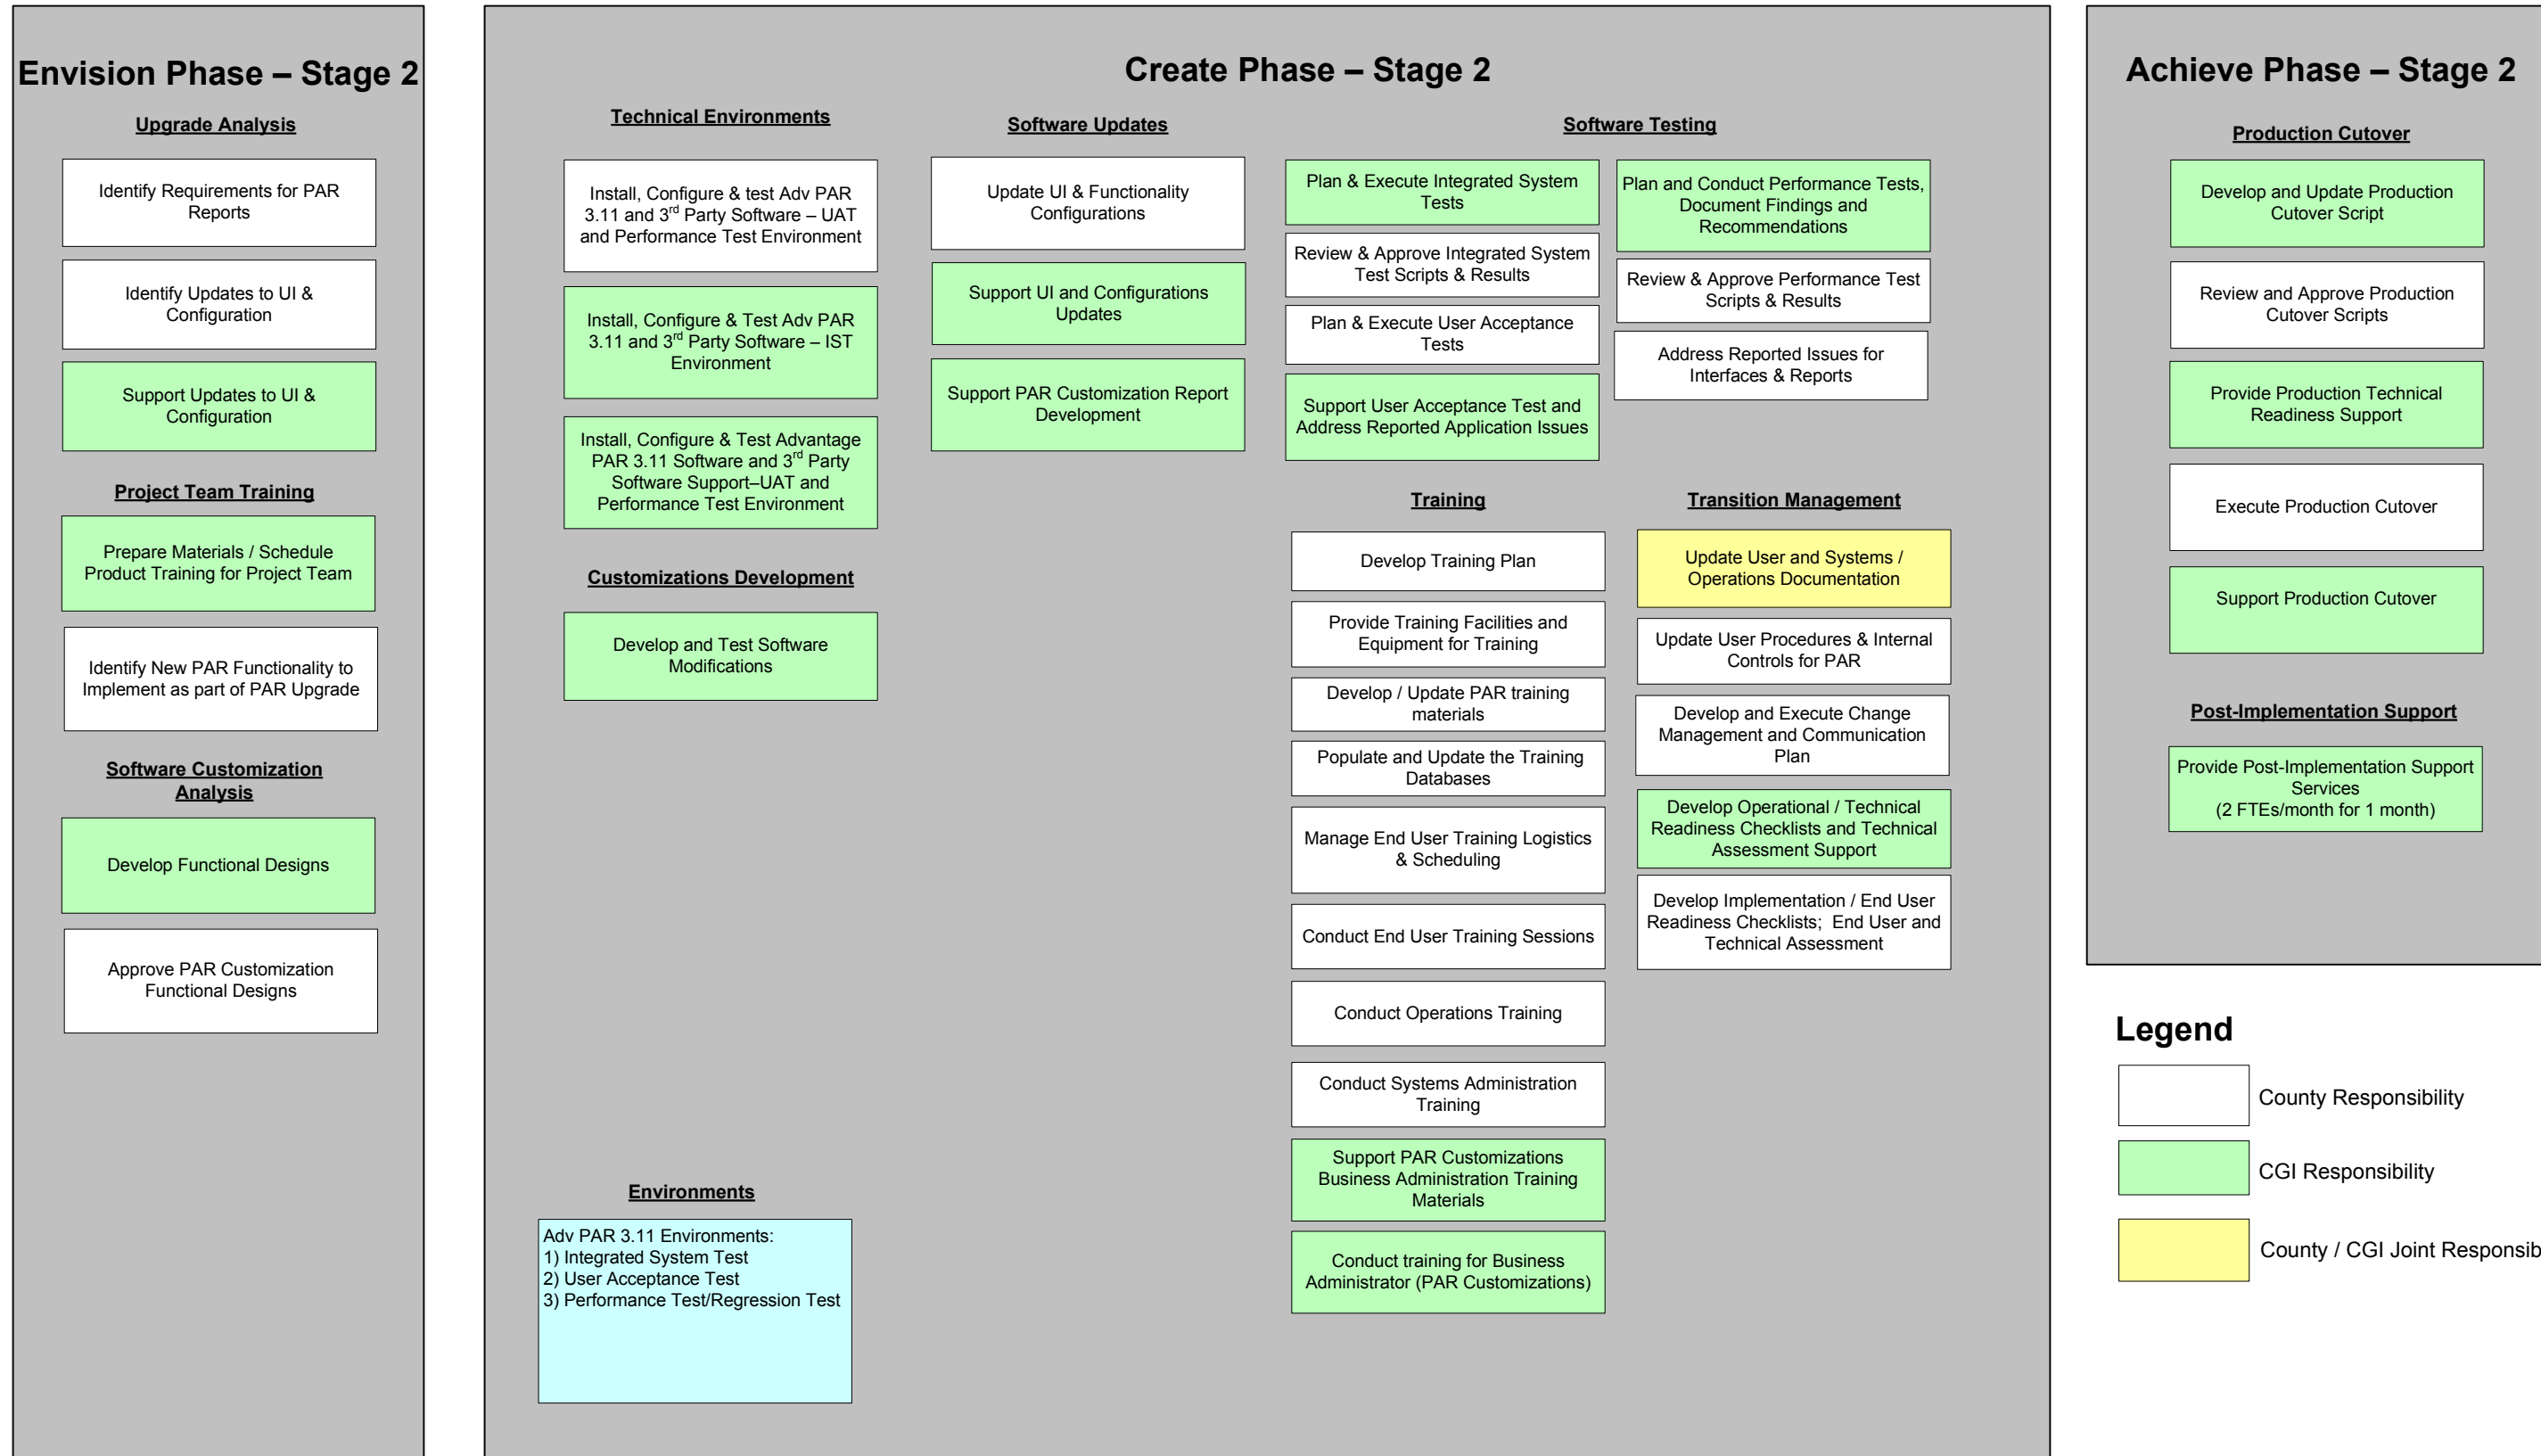 Envision Phase – Stage 2
Upgrade Analysis
Identify Requirements for PAR
Reports
Identify Updates to UI &
Configuration
Support Updates to UI &
Configuration
Project Team Training
Prepare Materials / Schedule
Product Training for Project Team
Identify New PAR Functionality to
Implement as part of PAR Upgrade
Software Customization
Analysis
Develop Functional Designs
Approve PAR Customization
Functional Designs
Create Phase – Stage 2
Technical Environments
Install, Configure & test Adv PAR
3.11 and 3rd Party Software – UAT
and Performance Test Environment
Install, Configure & Test Adv PAR
3.11 and 3rd Party Software – IST
Environment
Install, Configure & Test Advantage
PAR 3.11 Software and 3rd Party
Software Support–UAT and
Performance Test Environment
Customizations Development
Develop and Test Software
Modifications
Environments
Adv PAR 3.11 Environments:
1) Integrated System Test
2) User Acceptance Test
3) Performance Test/Regression Test
Software Updates
Update UI & Functionality
Configurations
Support UI and Configurations
Updates
Support PAR Customization Report
Development
Software Testing
Plan & Execute Integrated System
Tests
Review & Approve Integrated System
Test Scripts & Results
Plan & Execute User Acceptance
Tests
Support User Acceptance Test and
Address Reported Application Issues
Plan and Conduct Performance Tests,
Document Findings and
Recommendations
Review & Approve Performance Test
Scripts & Results
Address Reported Issues for
Interfaces & Reports
Training
Develop Training Plan
Provide Training Facilities and
Equipment for Training
Develop / Update PAR training
materials
Populate and Update the Training
Databases
Manage End User Training Logistics
& Scheduling
Conduct End User Training Sessions
Conduct Operations Training
Conduct Systems Administration
Training
Support PAR Customizations
Business Administration Training
Materials
Conduct training for Business
Administrator (PAR Customizations)
Transition Management
Update User and Systems /
Operations Documentation
Update User Procedures & Internal
Controls for PAR
Develop and Execute Change
Management and Communication
Plan
Develop Operational / Technical
Readiness Checklists and Technical
Assessment Support
Develop Implementation / End User
Readiness Checklists; End User and
Technical Assessment
Achieve Phase – Stage 2
Production Cutover
Develop and Update Production
Cutover Script
Review and Approve Production
Cutover Scripts
Provide Production Technical
Readiness Support
Execute Production Cutover
Support Production Cutover
Post-Implementation Support
Provide Post-Implementation Support
Services
(2 FTEs/month for 1 month)
Legend
County Responsibility
CGI Responsibility
County / CGI Joint Responsib